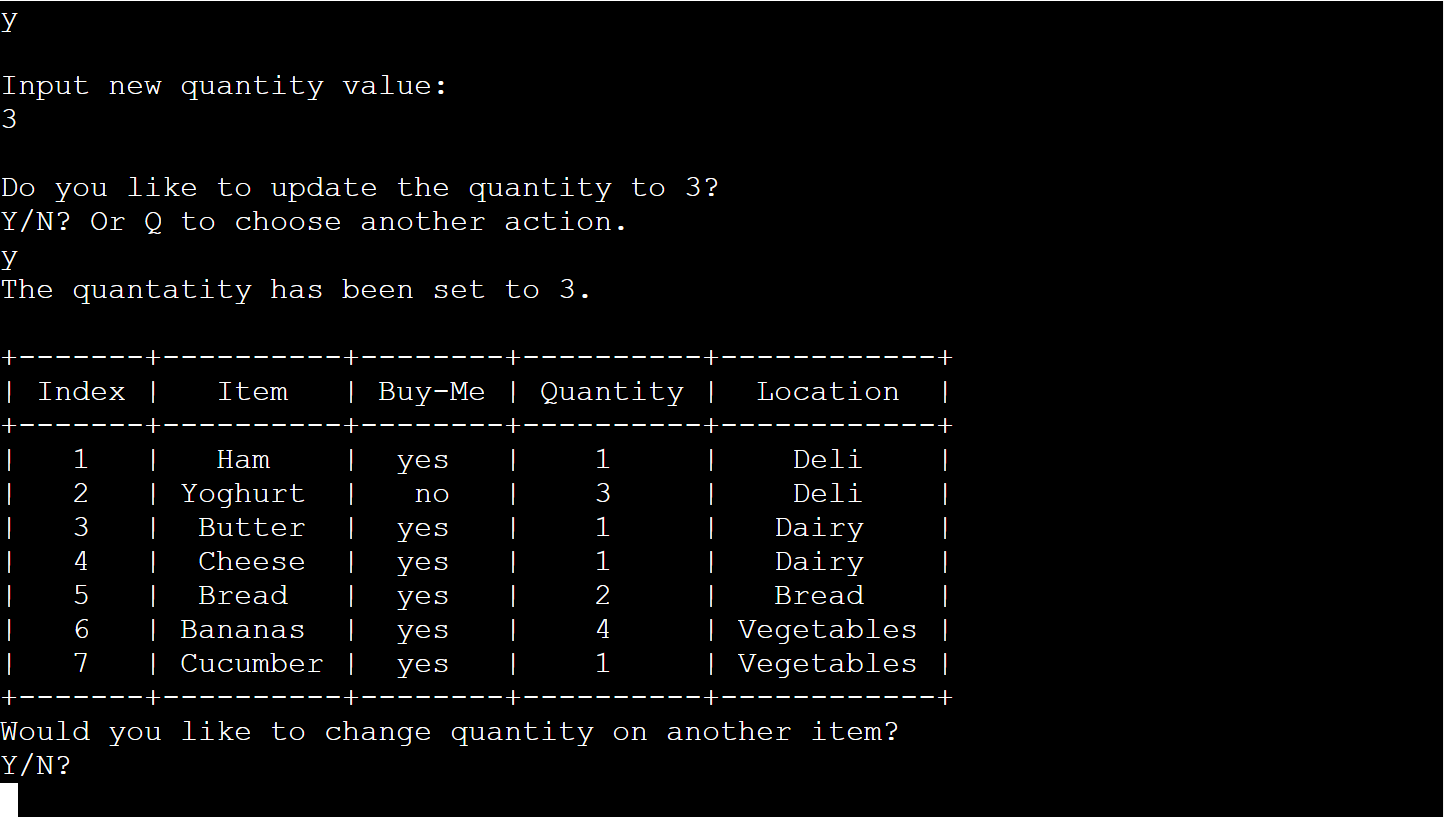 y
Input new quantity value:
3
Do you like to update the quantity to 3?
Y/N? Or Q to choose another action.
y
The quantatity has been set to 3.
+-------+----------+--------+----------+------------+
| Index |   Item   | Buy-Me | Quantity |  Location  |
+-------+----------+--------+----------+------------+
|   1   |   Ham    |  yes   |    1     |    Deli    |
|   2   | Yoghurt  |   no   |    3     |    Deli    |
|   3   |  Butter  |  yes   |    1     |   Dairy    |
|   4   |  Cheese  |  yes   |    1     |   Dairy    |
|   5   |  Bread   |  yes   |    2     |   Bread    |
|   6   | Bananas  |  yes   |    4     | Vegetables |
|   7   | Cucumber |  yes   |    1     | Vegetables |
+-------+----------+--------+----------+------------+
Would you like to change quantity on another item?
Y/N?